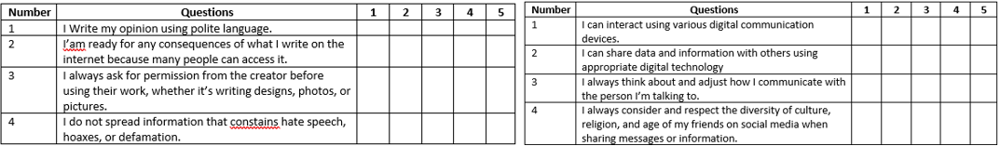 Number Questions 1 2 3 4 5
1 I Write my opinion using polite language.
2 I'am ready for any consequences of what I write on the
internet because many people can access it.
3 I always ask for permission from the creator before
using their work, whether it's writing designs, photos, or
pictures.
4 I do not spread information that constains hate speech,
hoaxes, or defamation.
Number Questions 1 2 3 4 5
1 I can interact using various digital communication
devices.
2 I can share data and information with others using
appropriate digital technology
3 I always think about and adjust how I communicate with
the person I'm talking to.
4 I always consider and respect the diversity of culture,
religion, and age of my friends on social media when
sharing messages or information.